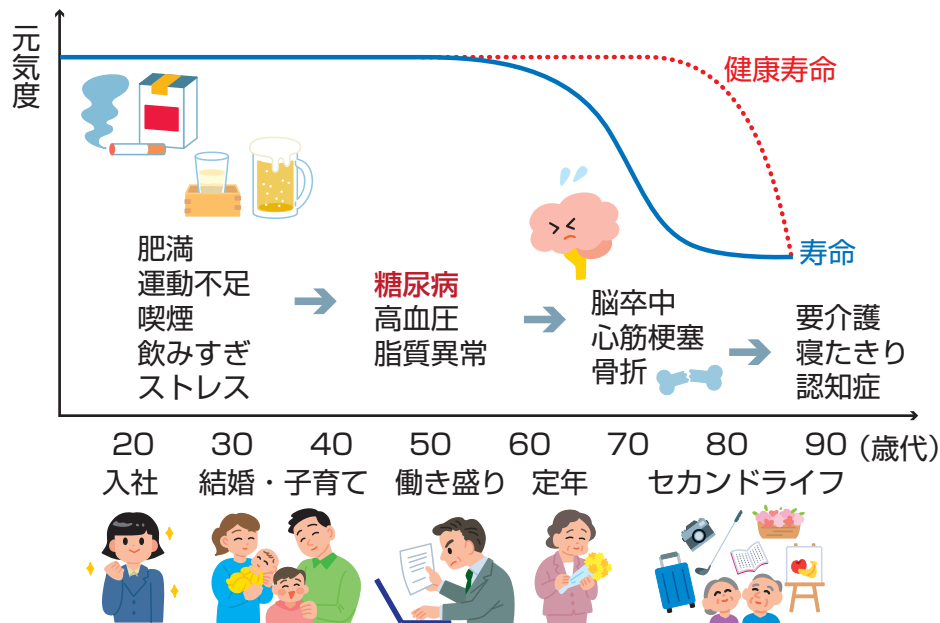 元気度
健康寿命
寿命
肥満
運動不足
喫煙
飲みすぎ
ストレス
糖尿病
高血圧
脂質異常
脳卒中
心筋梗塞
骨折
要介護
寝たきり
認知症
20 30 40 50 60 70 80 90 (歳代)
入社 結婚・子育て 働き盛り 定年 セカンドライフ